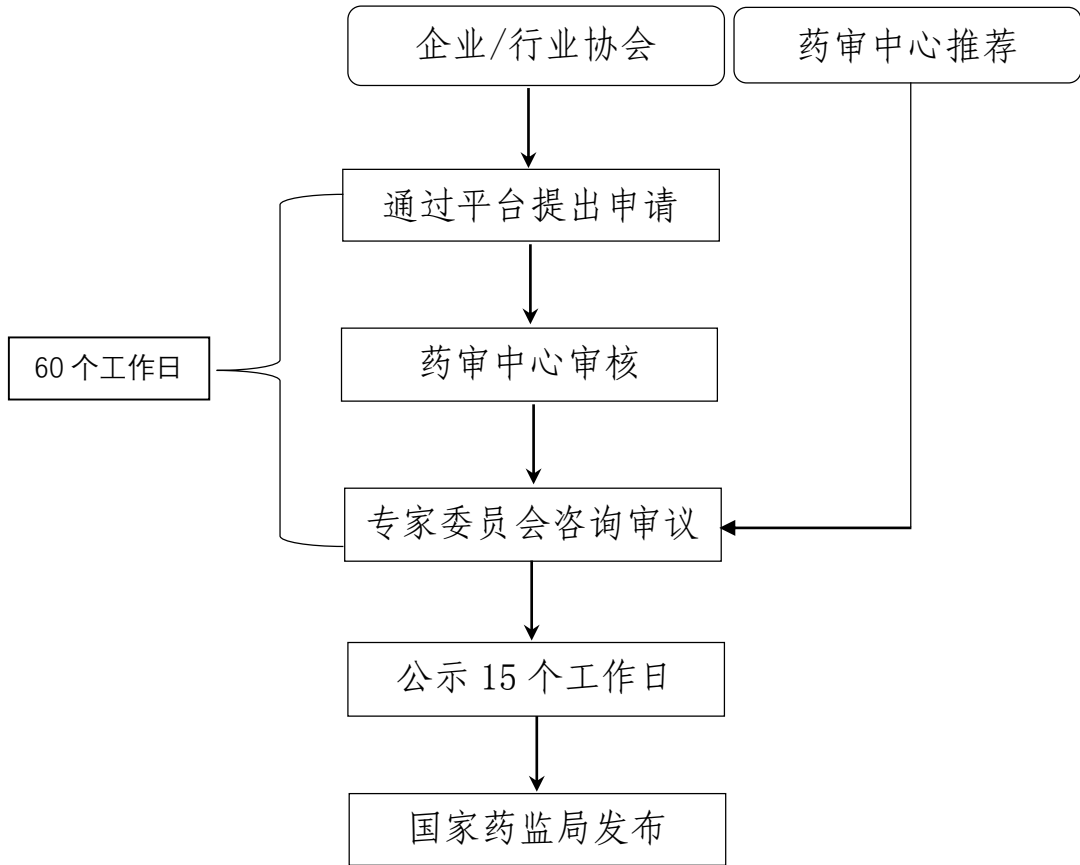 企业/行业协会
药审中心推荐
通过平台提出申请
60个工作日
药审中心审核
专家委员会咨询审议
公示15个工作日
国家药监局发布